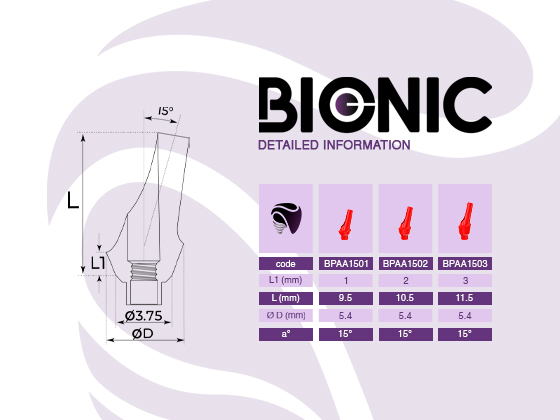 BIONIC
DETAILED INFORMATION
15°
L
L1
Ø3.75
ØD
code BPAA1501 BPAA1502 BPAA1503
L1 (mm) 1 2 3
L (mm) 9.5 10.5 11.5
Ø D (mm) 5.4 5.4 5.4
a° 15° 15° 15°